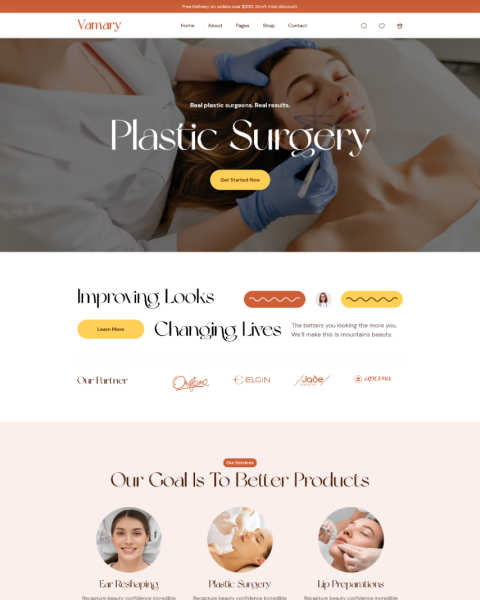 Free Delivery on orders over $200. Don't miss discount.
Vamary
Home About Pages Shop Contact
Real plastic surgeons. Real results.
Plastic Surgery
Get Started Now
Improving Looks
Learn More
Changing Lives
The betters you looking the more you.
We'll make this is mountains beauty.
Our Partner
ELGIN
Jade
apona
Our Services
Our Goal Is To Better Products
Ear Reshaping
Plastic Surgery
Lip Preparations
Recapture beauty confidence incredible
Recapture beauty confidence incredible
Recapture beauty confidence incredible